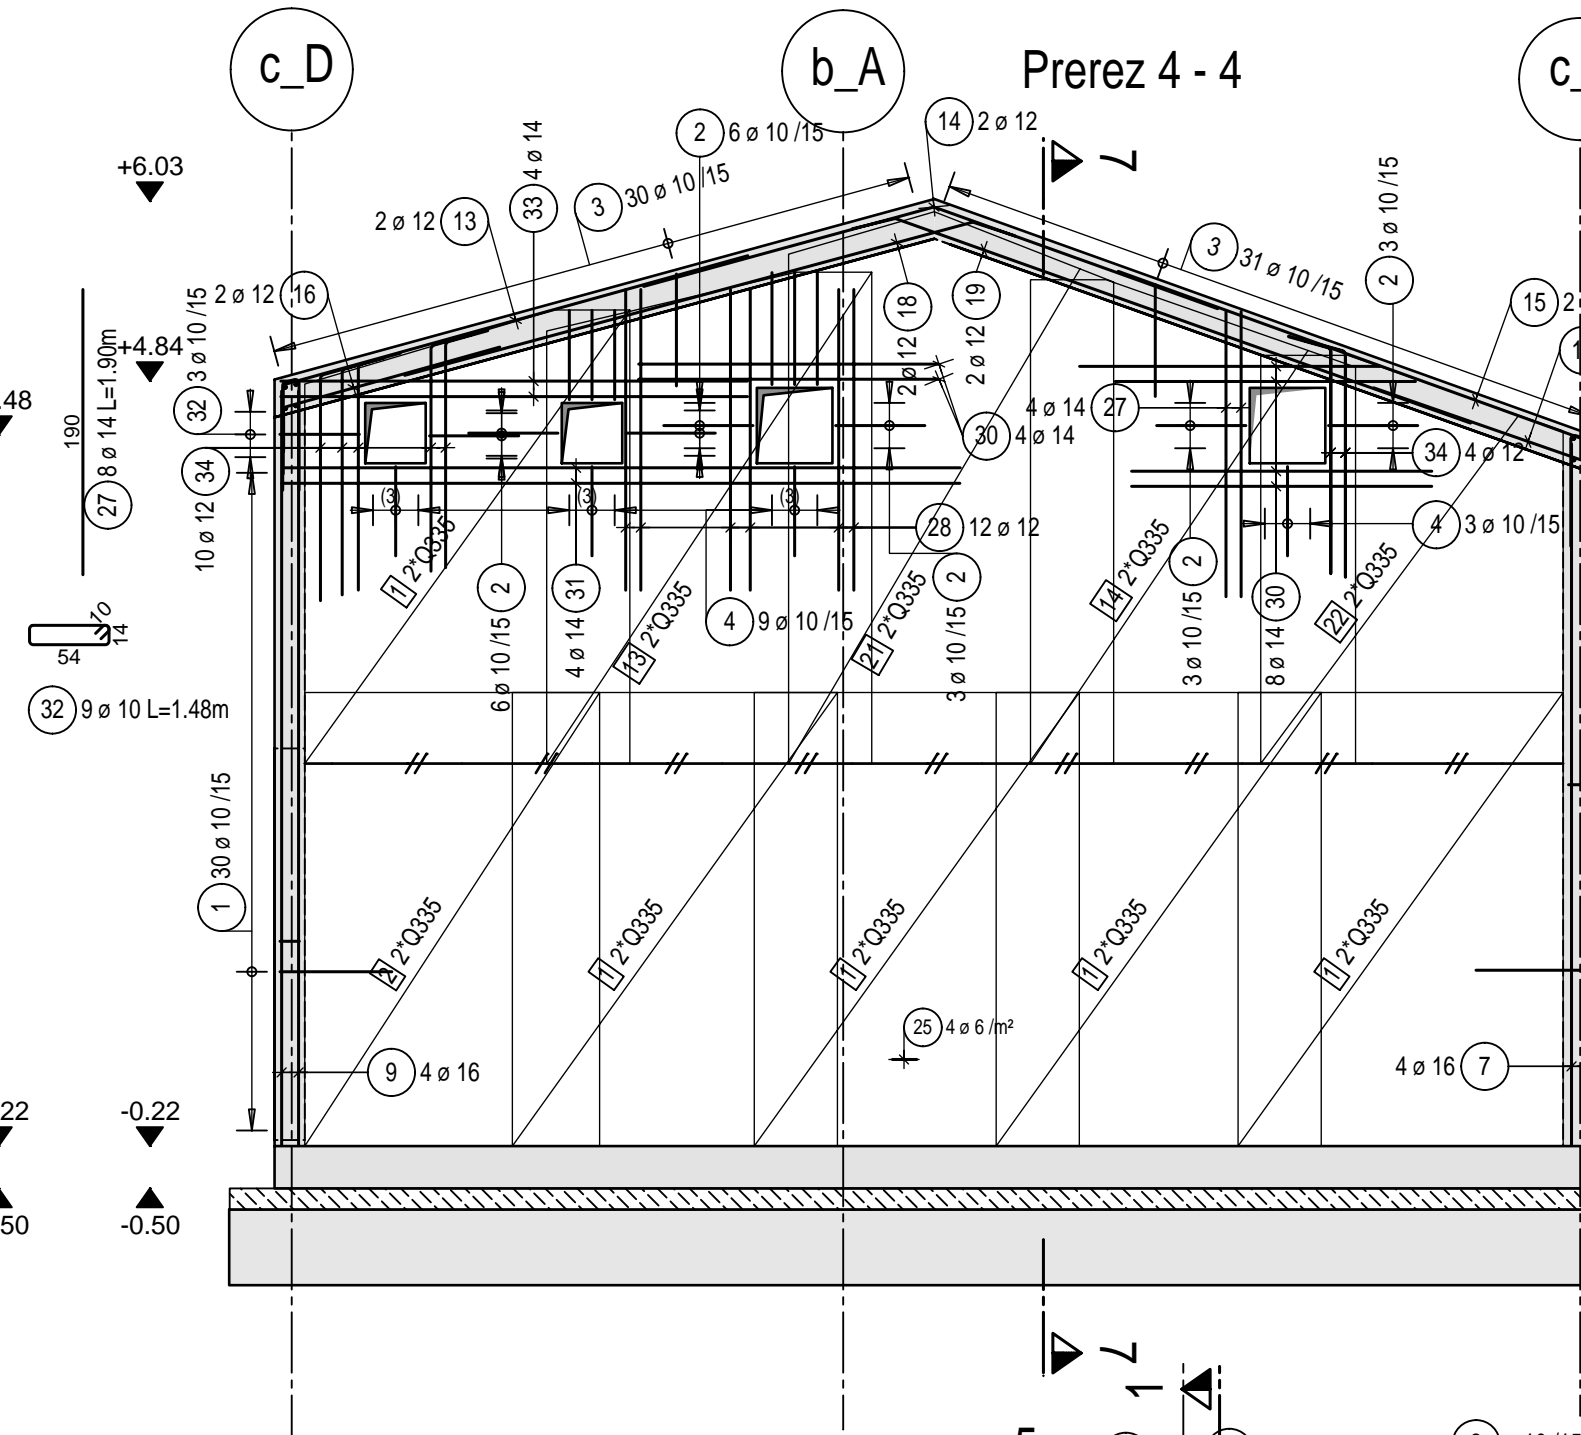 c_D
b_A
Prerez 4 - 4
c_
+6.03
+4.84
.48
2 ø 12 13
33 4 ø 14
3 30 ø 10 /15
2 6 ø 10 /15
14 2 ø 12
7
2 3 ø 10 /15
3 31 ø 10 /15
15 2
1
2 ø 12 16
32 3 ø 10 /15
10 ø 12 34
190
27 8 ø 14 L=1.90m
2 ø 12 18
2 ø 12 19
30 4 ø 14
4 ø 14 27
34 4 ø 12
(3)
(3)
(3)
28 12 ø 12
4 3 ø 10 /15
1 2*Q335
6 ø 10 /15 2
4 ø 14 31
13 2*Q335
4 9 ø 10 /15
21 2*Q335
3 ø 10 /15 2
14 2*Q335
3 ø 10 /15 2
8 ø 14 30
22 2*Q335
10
14
54
32 9 ø 10 L=1.48m
1 30 ø 10 /15
2 2*Q335
1 2*Q335
1 2*Q335
1 2*Q335
1 2*Q335
25 4 ø 6 /m²
9 4 ø 16
4 ø 16 7
22
-0.22
50
-0.50
7
1